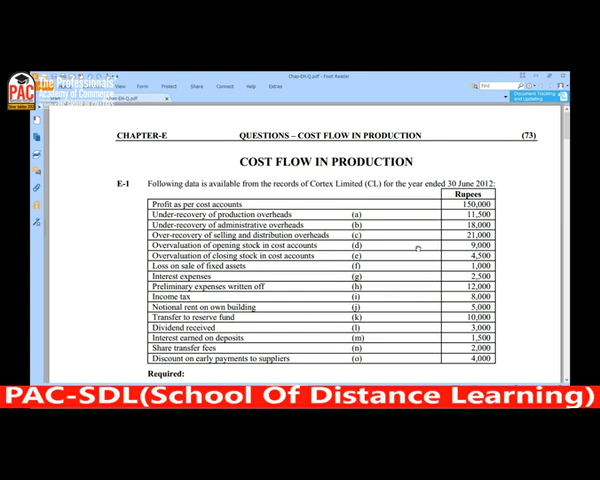 Chap-EH-Q.pdf - Foxit Reader
The Professionals'
Academy of Commerce
PAC
View Form Protect Share Connect Help Extras
Find
Document Tracking
and Updating
Chap-EH-Q.pdf
CHAPTER-E QUESTIONS – COST FLOW IN PRODUCTION (73)
COST FLOW IN PRODUCTION
E-1 Following data is available from the records of Cortex Limited (CL) for the year ended 30 June 2012:
Rupees
Profit as per cost accounts 150,000
Under-recovery of production overheads (a) 11,500
Under-recovery of administrative overheads (b) 18,000
Over-recovery of selling and distribution overheads (c) 21,000
Overvaluation of opening stock in cost accounts (d) 9,000
Overvaluation of closing stock in cost accounts (e) 4,500
Loss on sale of fixed assets (f) 1,000
Interest expenses (g) 2,500
Preliminary expenses written off (h) 12,000
Income tax (i) 8,000
Notional rent on own building (j) 5,000
Transfer to reserve fund (k) 10,000
Dividend received (l) 3,000
Interest earned on deposits (m) 1,500
Share transfer fees (n) 2,000
Discount on early payments to suppliers (o) 4,000
Required:
PAC-SDL(School Of Distance Learning)